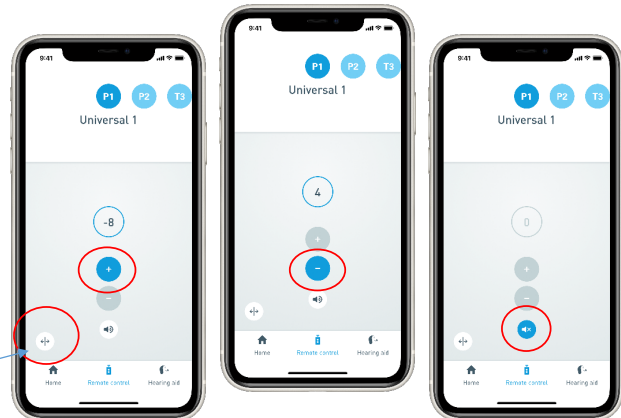 9:41
P1 P2 T3
Universal 1
-8
+
−
Home Remote control Hearing aid
9:41
P1 P2 T3
Universal 1
4
+
−
Home Remote control Hearing aid
9:41
P1 P2 T3
Universal 1
0
+
−
Home Remote control Hearing aid